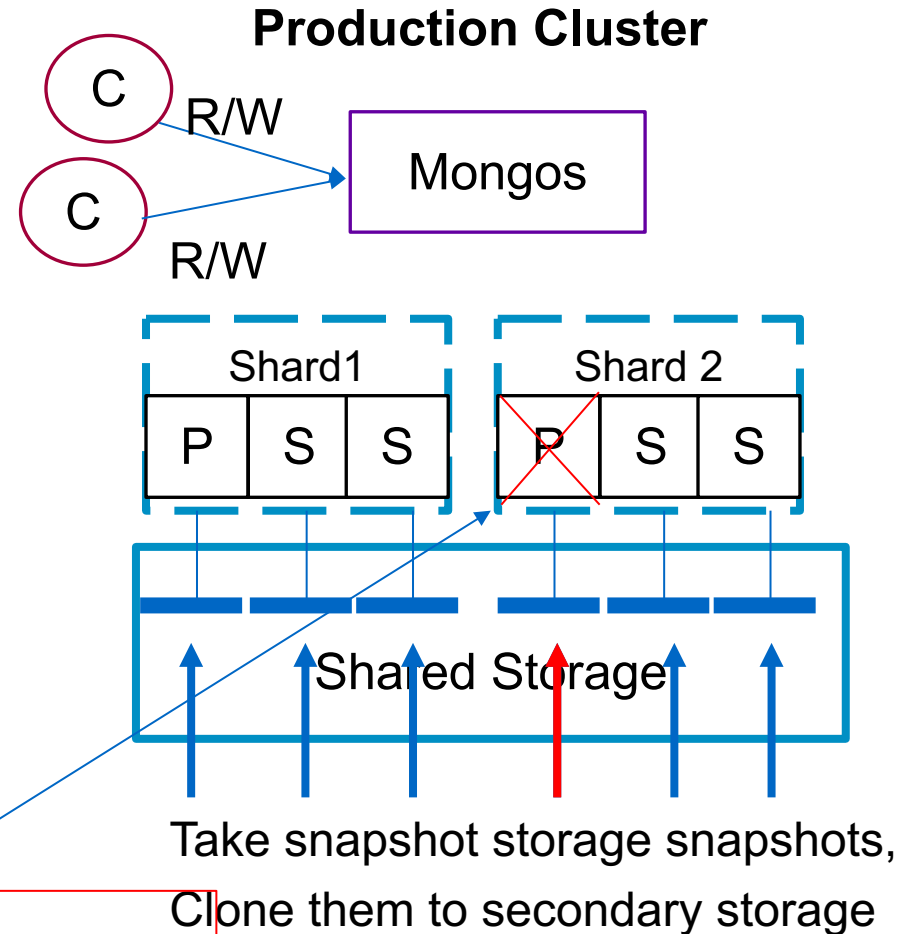 Production Cluster
C
R/W
Mongos
C
R/W
Shard1
Shard 2
P S S
P S S
Shared Storage
Take snapshot storage snapshots,
Clone them to secondary storage